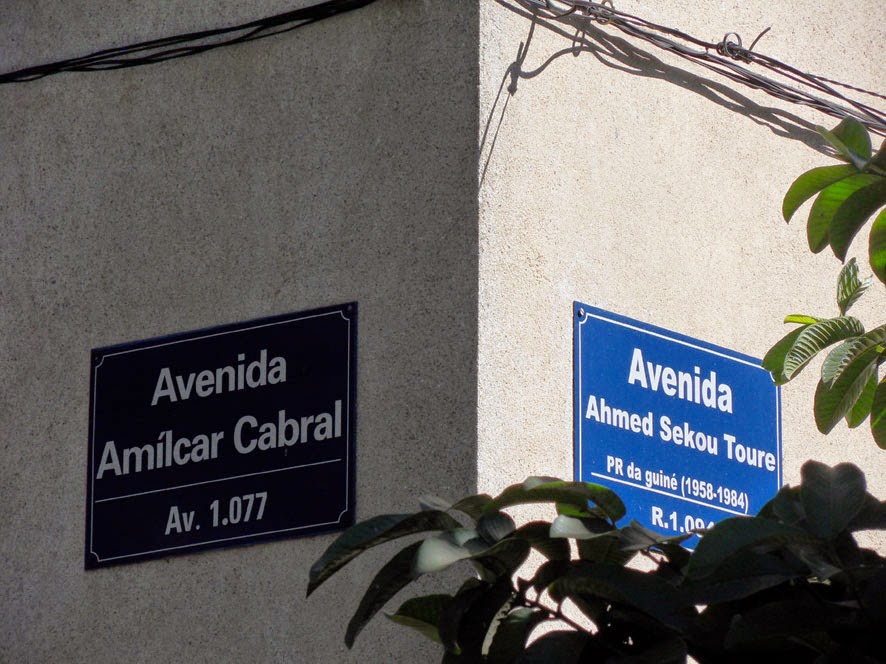 Avenida
Amílcar Cabral
Av. 1.077
Avenida
Ahmed Sekou Toure
PR da guiné (1958-1984)